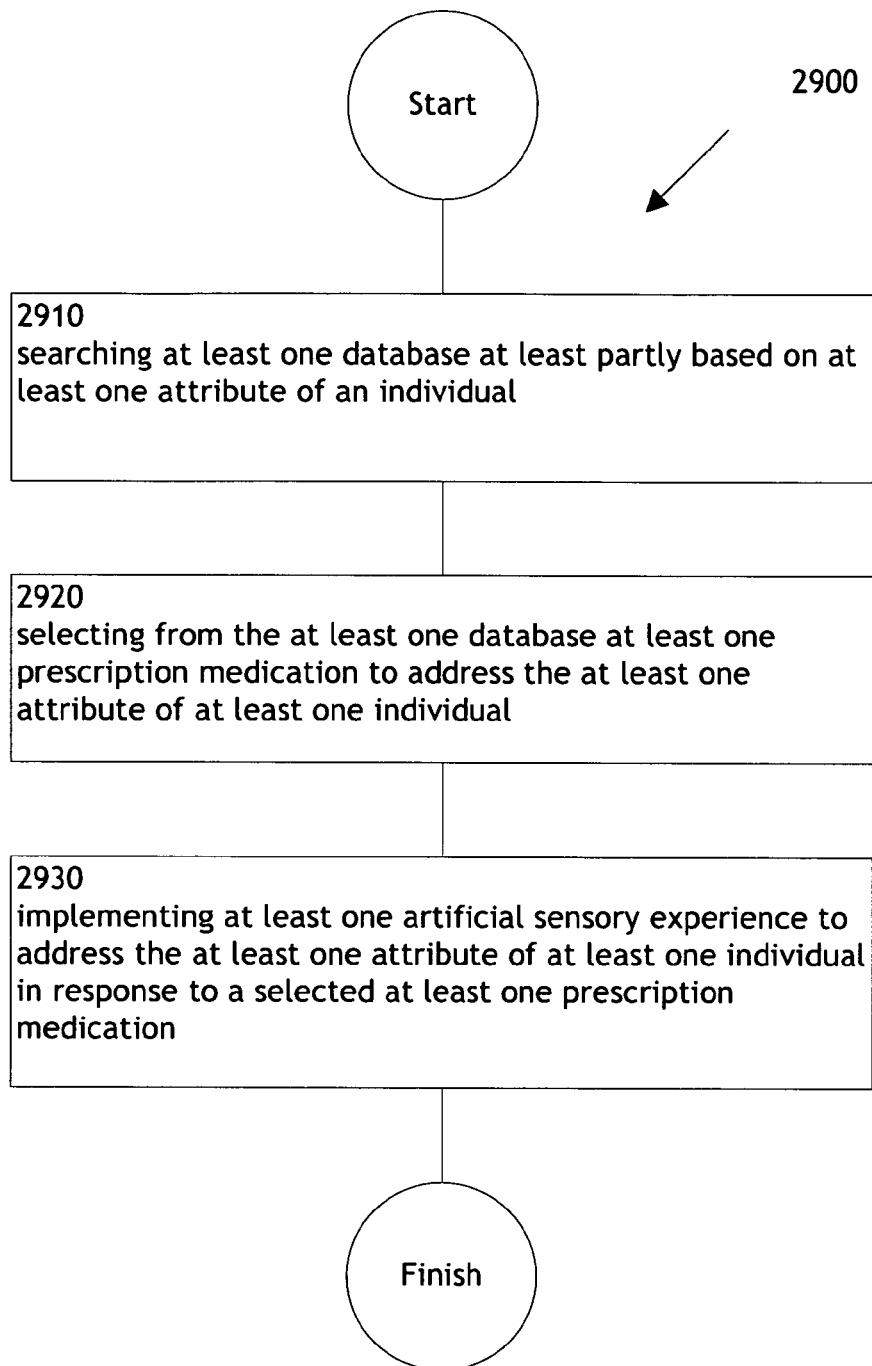 Start
2900
2910
searching at least one database at least partly based on at
least one attribute of an individual
2920
selecting from the at least one database at least one
prescription medication to address the at least one
attribute of at least one individual
2930
implementing at least one artificial sensory experience to
address the at least one attribute of at least one individual
in response to a selected at least one prescription
medication
Finish